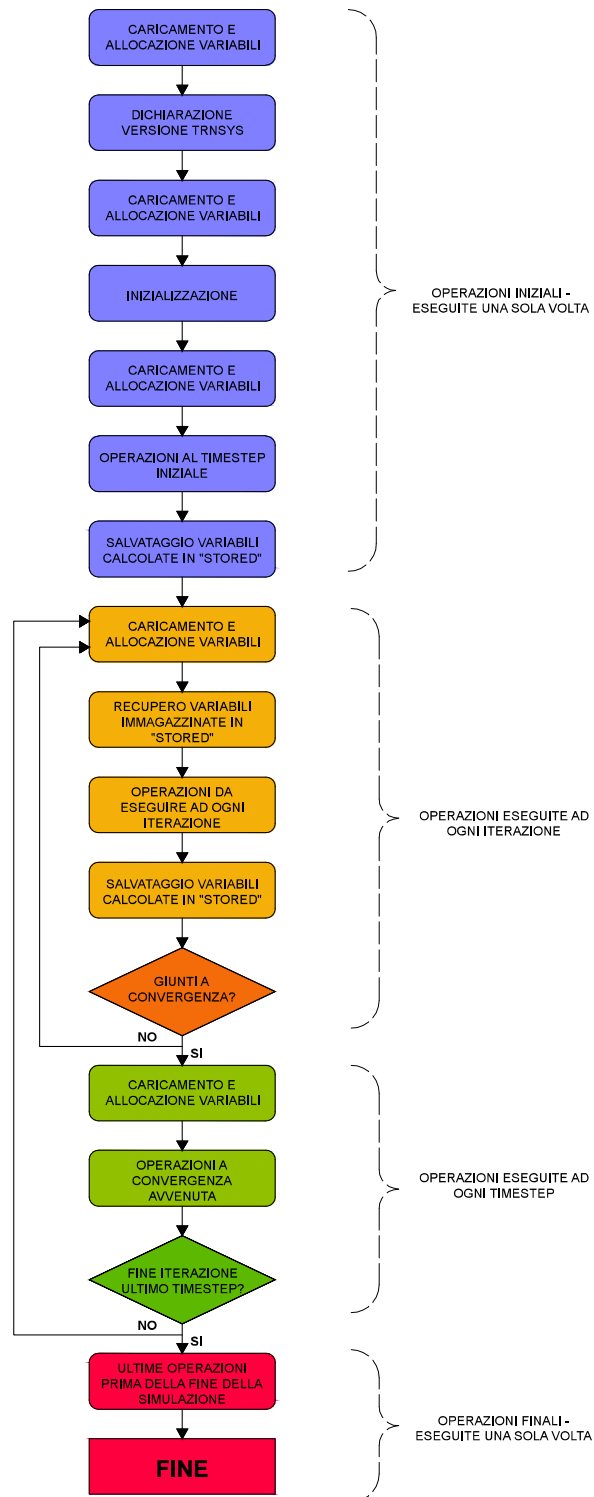 CARICAMENTO E
ALLOCAZIONE VARIABILI
DICHIARAZIONE
VERSIONE TRNSYS
CARICAMENTO E
ALLOCAZIONE VARIABILI
INIZIALIZZAZIONE
OPERAZIONI INIZIALI -
ESEGUITE UNA SOLA VOLTA
CARICAMENTO E
ALLOCAZIONE VARIABILI
OPERAZIONI AL TIMESTEP
INIZIALE
SALVATAGGIO VARIABILI
CALCOLATE IN "STORED"
CARICAMENTO E
ALLOCAZIONE VARIABILI
RECUPERO VARIABILI
IMMAGAZZINATE IN
"STORED"
OPERAZIONI DA
ESEGUIRE AD OGNI
ITERAZIONE
OPERAZIONI ESEGUITE AD
OGNI ITERAZIONE
SALVATAGGIO VARIABILI
CALCOLATE IN "STORED"
GIUNTI A
CONVERGENZA?
NO
SI
CARICAMENTO E
ALLOCAZIONE VARIABILI
OPERAZIONI A
CONVERGENZA
AVVENUTA
OPERAZIONI ESEGUITE AD
OGNI TIMESTEP
FINE ITERAZIONE
ULTIMO TIMESTEP?
NO
SI
ULTIME OPERAZIONI
PRIMA DELLA FINE DELLA
SIMULAZIONE
OPERAZIONI FINALI -
ESEGUITE UNA SOLA VOLTA
FINE